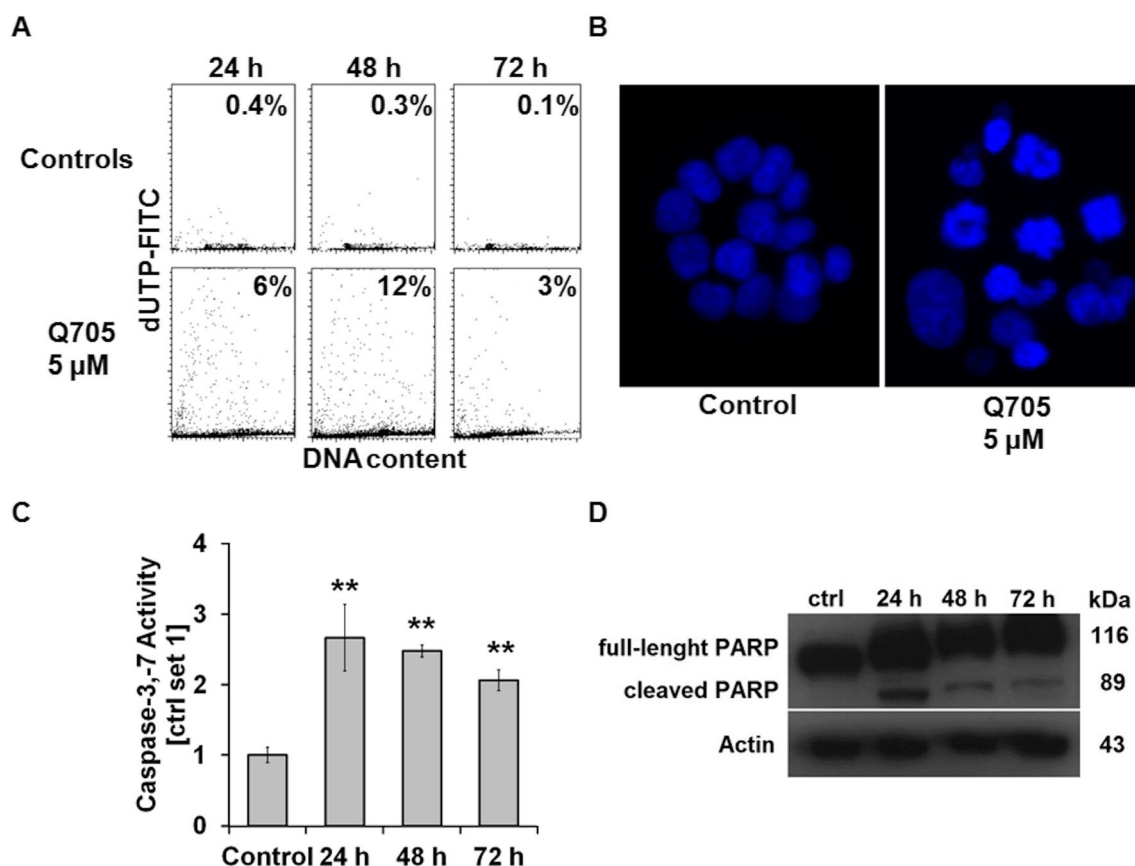 A
24 h 48 h 72 h
0.4% 0.3% 0.1%
Controls
dUTP-FITC
6% 12% 3%
Q705
5 µM
DNA content
B
Control
Q705
5 µM
C
Caspase-3,-7 Activity
[ctrl set 1]
4
3
2
1
0
** ** **
Control 24 h 48 h 72 h
D
ctrl 24 h 48 h 72 h kDa
full-lenght PARP 116
cleaved PARP 89
Actin 43